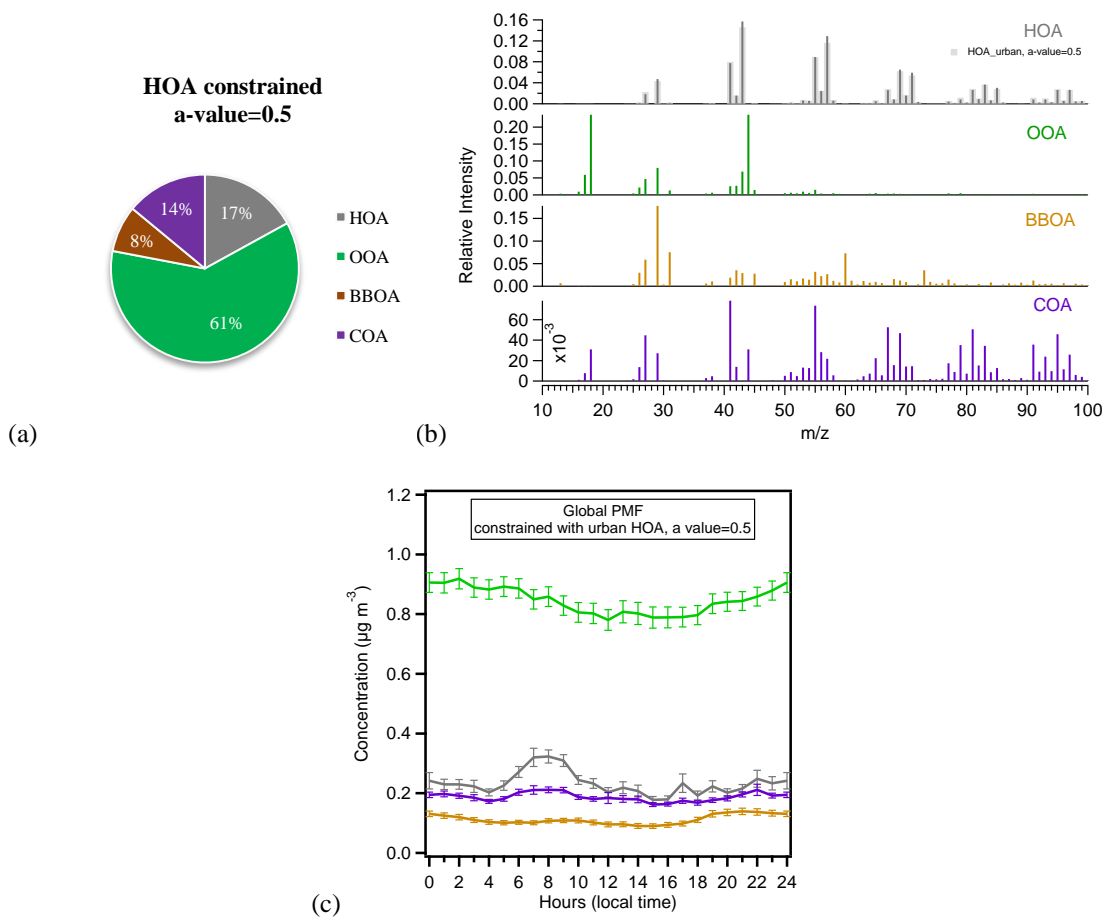 HOA constrained
a-value=0.5
14%
17%
8%
61%
HOA
OOA
BBOA
COA
(a)
0.16
0.12
0.08
0.04
0.00
HOA
HOA_urban, a-value=0.5
0.20
0.15
0.10
0.05
0.00
OOA
0.15
0.10
0.05
0.00
BBOA
60
40
20
0
x10⁻³
COA
Relative Intensity
10 20 30 40 50 60 70 80 90 100
m/z
(b)
1.2
1.0
0.8
0.6
0.4
0.2
0.0
Concentration (µg m⁻³)
Global PMF
constrained with urban HOA, a value=0.5
0 2 4 6 8 10 12 14 16 18 20 22 24
Hours (local time)
(c)